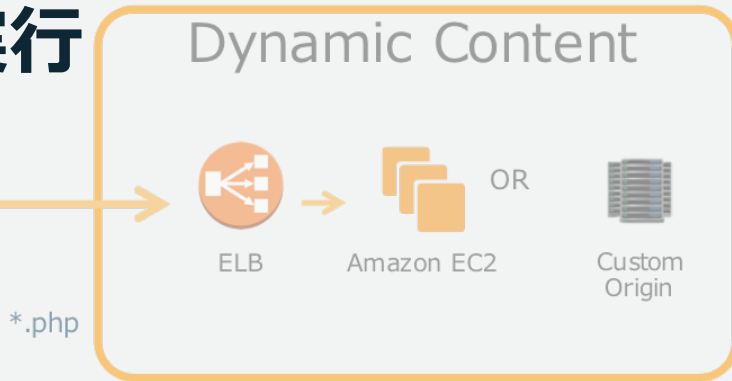 行
Dynamic Content
OR
ELB
Amazon EC2
Custom
Origin
*.php